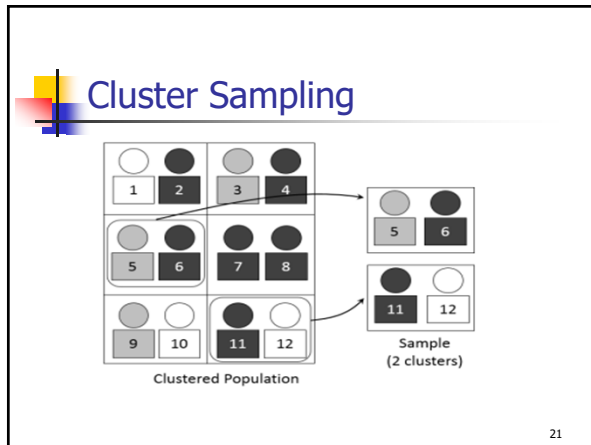 Cluster Sampling
1 2 3 4
5 6 7 8
5 6
9 10 11 12
11 12
Clustered Population
Sample
(2 clusters)
21